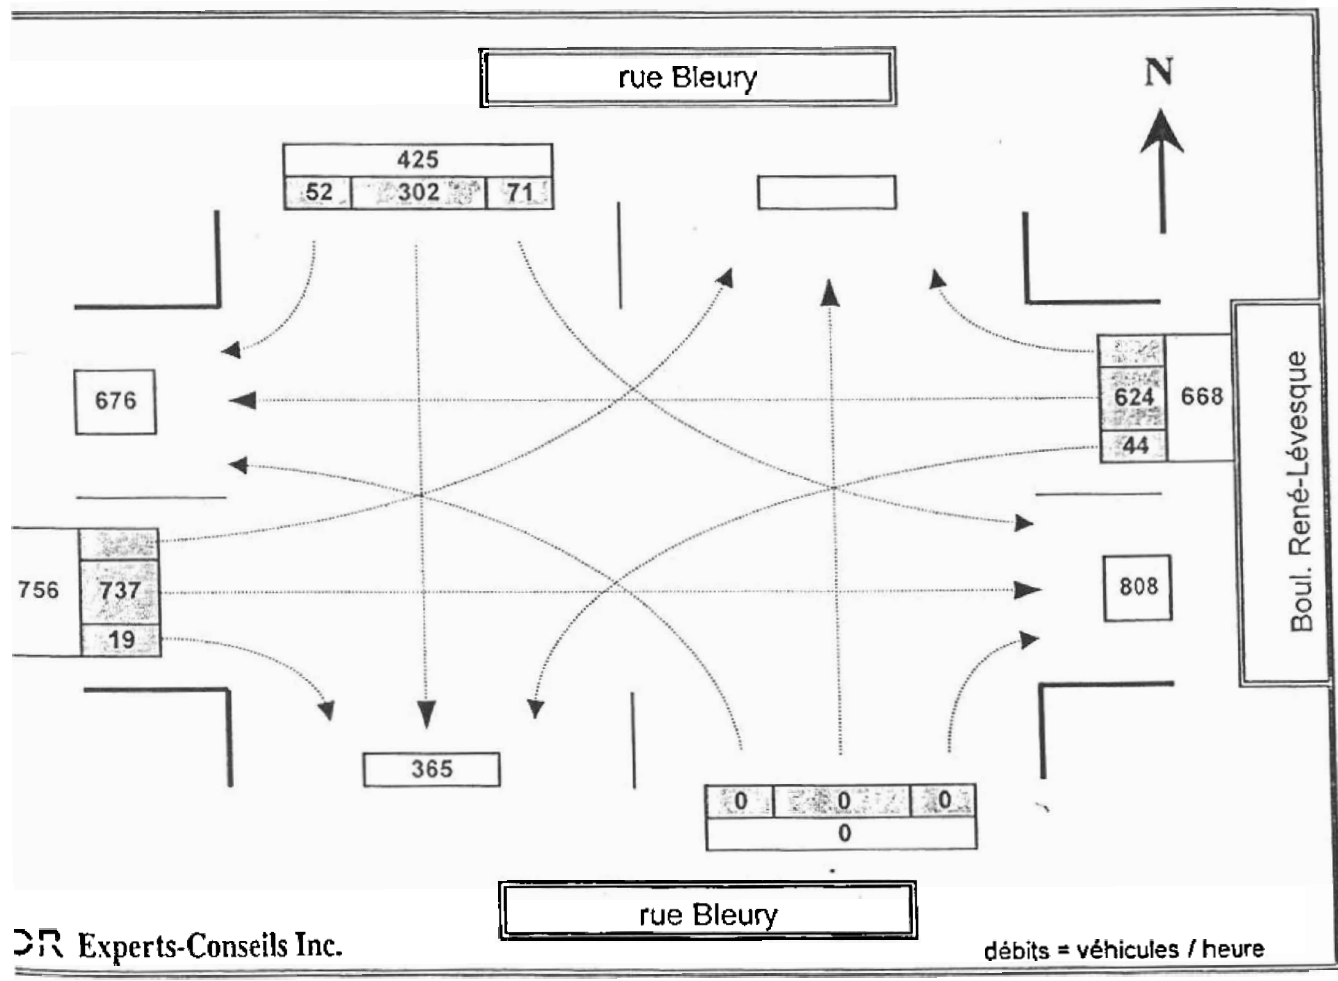 rue Bleury
N
425
52 302 71
676
624 668
44
Boul. René-Lévesque
756 737
19
808
365
0 0 0
0
rue Bleury
Experts-Conseils Inc.
débits = véhicules / heure